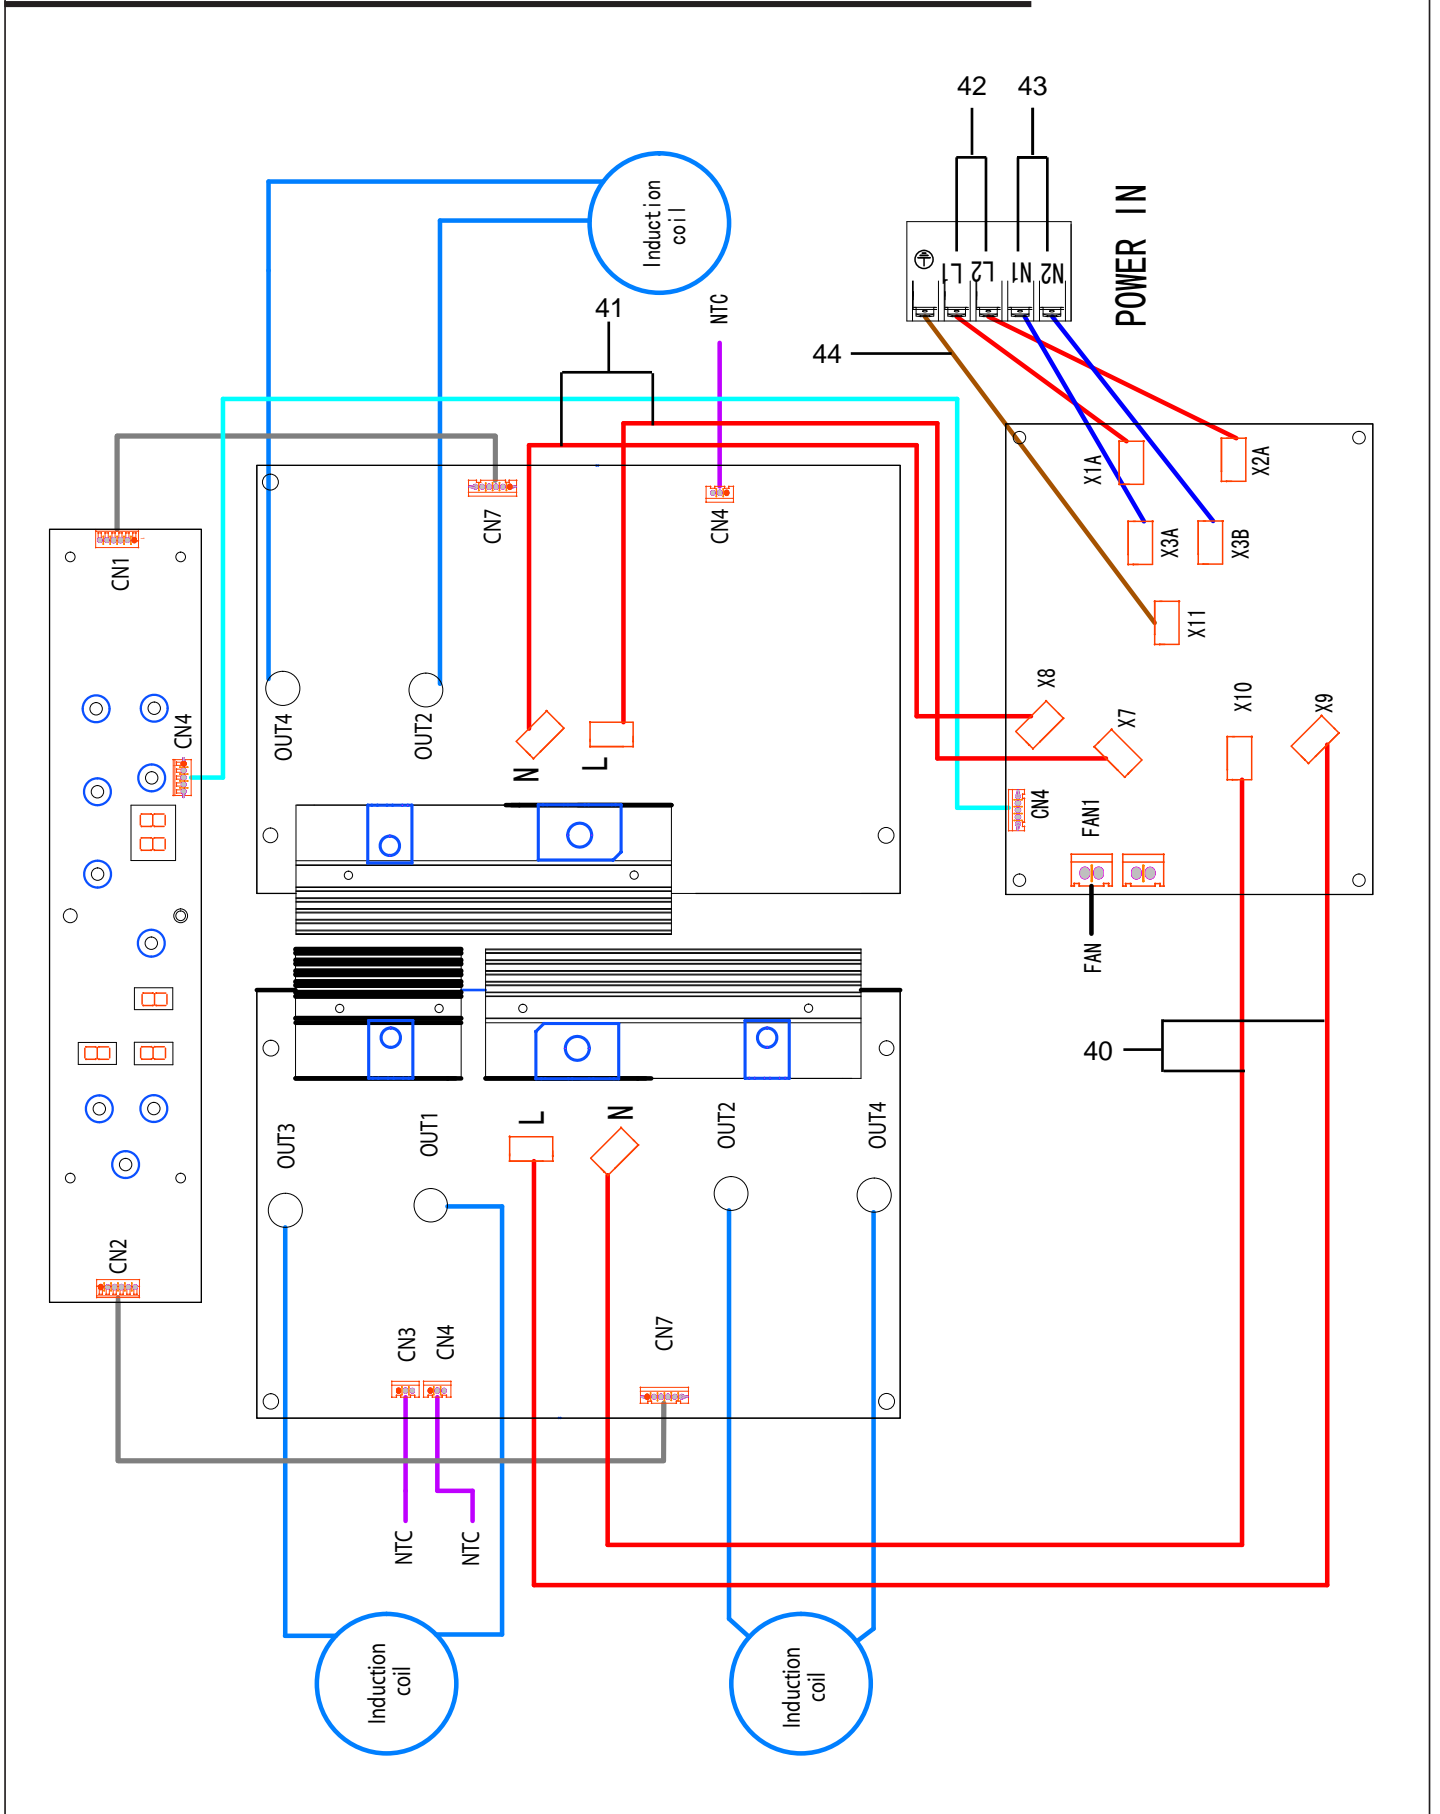 42
43
Induction
coil
POWER IN
L1
L2
N1
N2
41
NTC
44
CN7
CN4
X1A
X2A
X3A
X3B
CN1
X11
OUT4
OUT2
CN4
N
L
X8
X7
X10
X9
CN4
FAN1
FAN
40
OUT3
OUT1
L
N
OUT2
OUT4
CN2
CN3
CN4
CN7
NTC
NTC
Induction
coil
Induction
coil